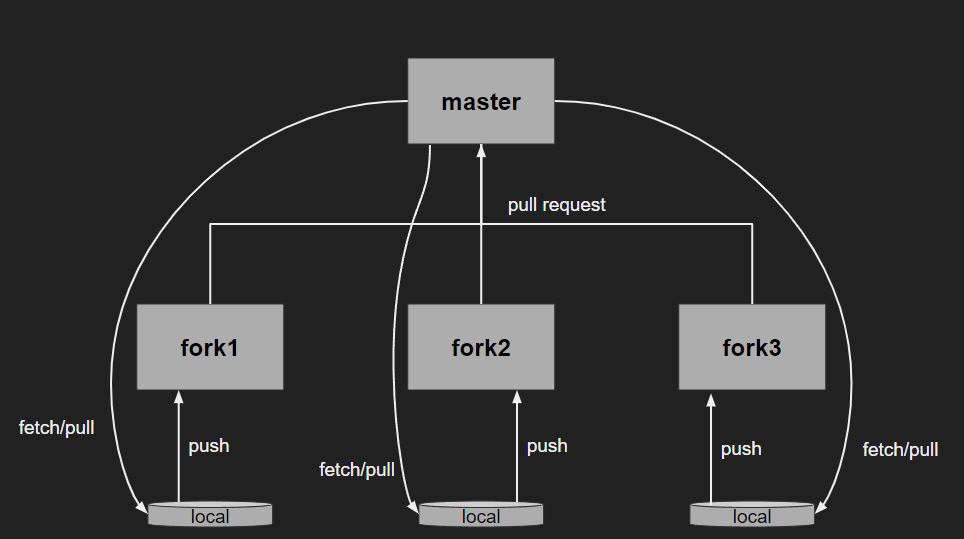 master
pull request
fork1
fork2
fork3
fetch/pull
push
fetch/pull
push
push
fetch/pull
local
local
local